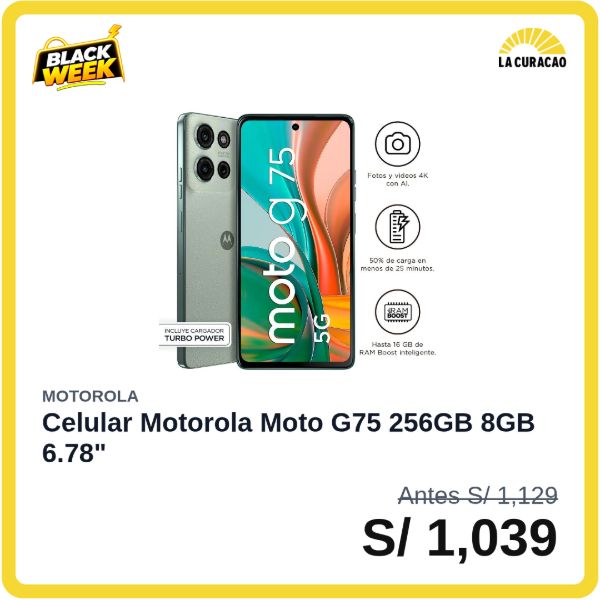 BLACK
WEEK
LA CURACAO
moto g 75
5G
INCLUYE CARGADOR
TURBO POWER
Fotos y videos 4K
con AI.
50% de carga en
menos de 25 minutos.
RAM
BOOST
Hasta 16 GB de
RAM Boost inteligente.
MOTOROLA
Celular Motorola Moto G75 256GB 8GB
6.78"
Antes S/ 1,129
S/ 1,039